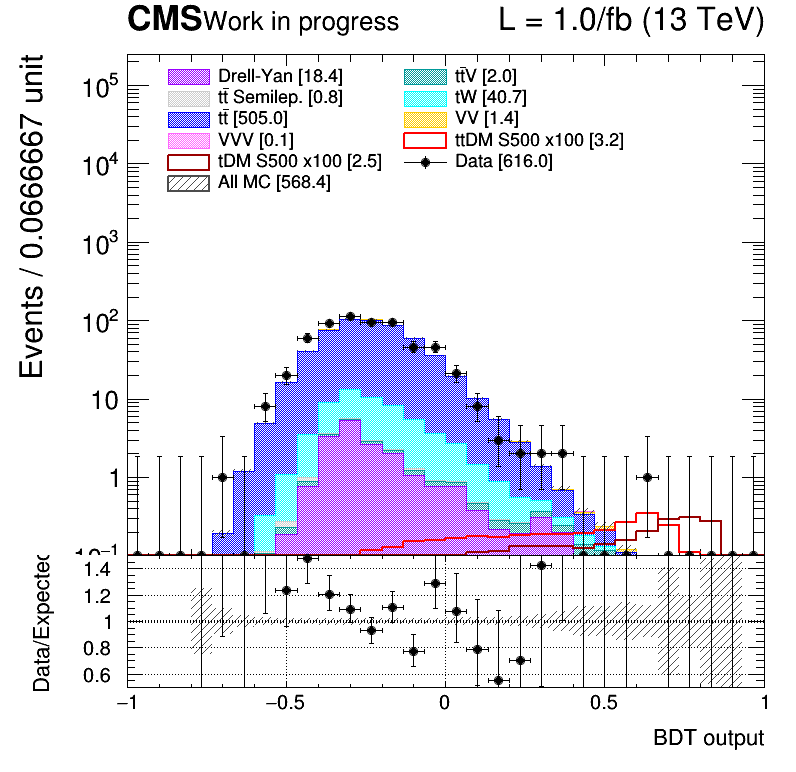 CMS Work in progress L = 1.0/fb (13 TeV)
Drell-Yan [18.4] tt̄V [2.0]
tt̄ Semilep. [0.8] tW [40.7]
tt̄ [505.0] VV [1.4]
VVV [0.1] ttDM S500 x100 [3.2]
tDM S500 x100 [2.5] Data [616.0]
All MC [568.4]
Events / 0.0666667 unit
10⁵
10⁴
10³
10²
10
1
10⁻¹
Data/Expected
1.4
1.2
1
0.8
0.6
−1 −0.5 0 0.5 1
BDT output